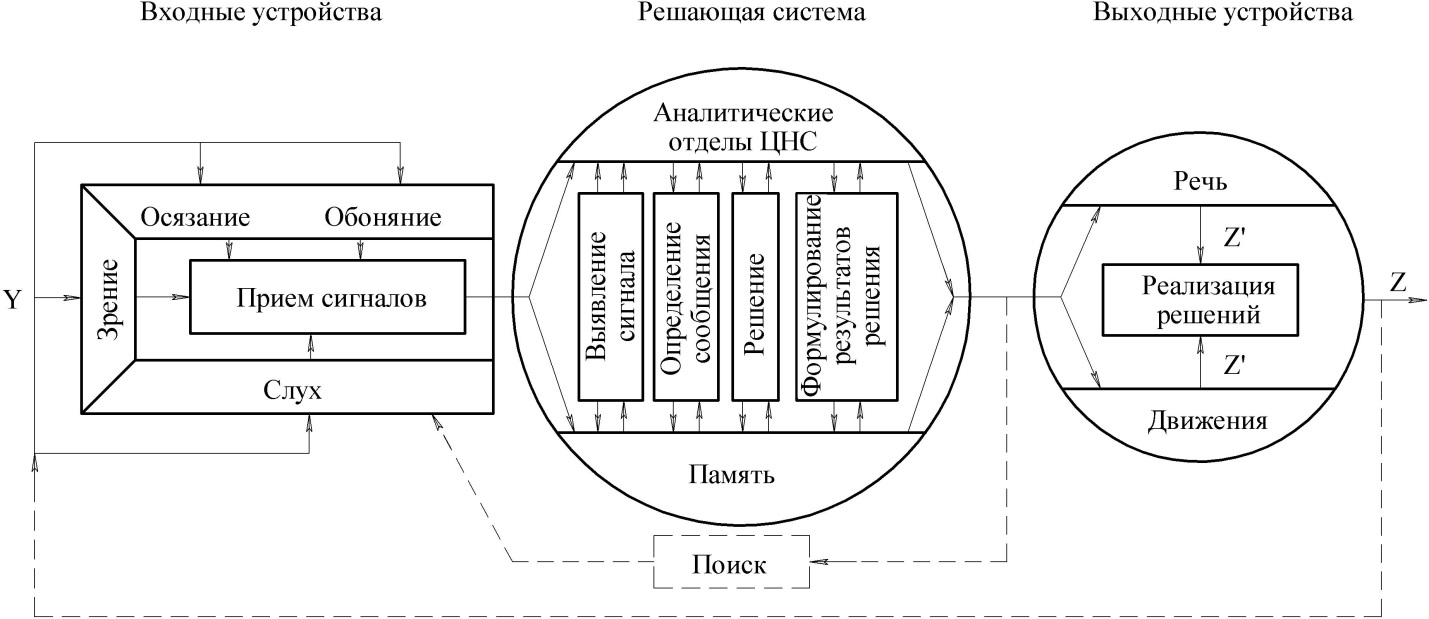 Входные устройства
Решающая система
Выходные устройства
Аналитические
отделы ЦНС
Осязание
Обоняние
Зрение
Прием сигналов
Слух
Y
Выявление
сигнала
Определение
сообщения
Решение
Формулирование
результатов
решения
Память
Поиск
Речь
Z'
Реализация
решений
Z'
Движения
Z